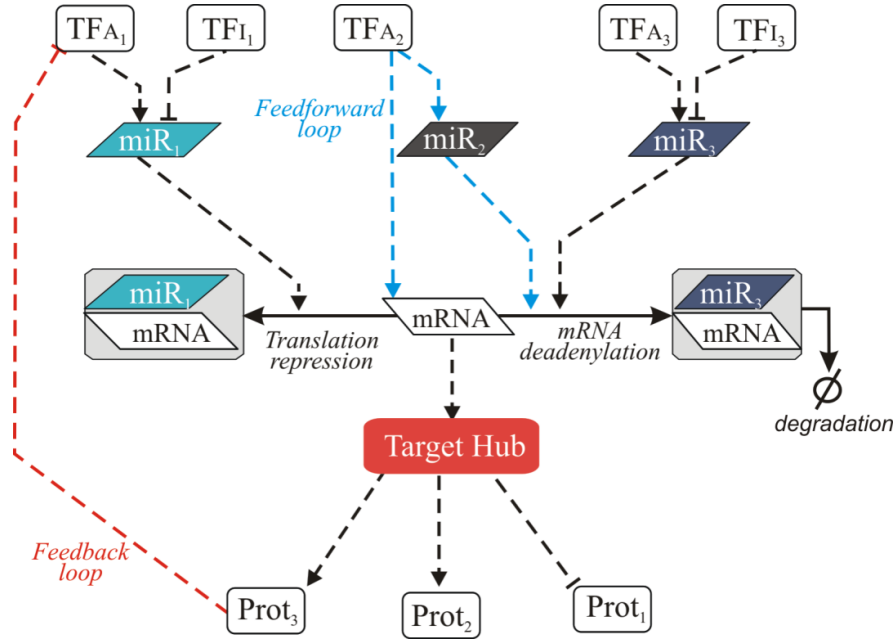 TFA₁
TFI₁
TFA₂
TFA₃
TFI₃
Feedforward
loop
miR₁
miR₂
miR₃
miR₁
mRNA
Translation
repression
mRNA
mRNA
deadenylation
miR₃
mRNA
degradation
Target Hub
Feedback
loop
Prot₃
Prot₂
Prot₁